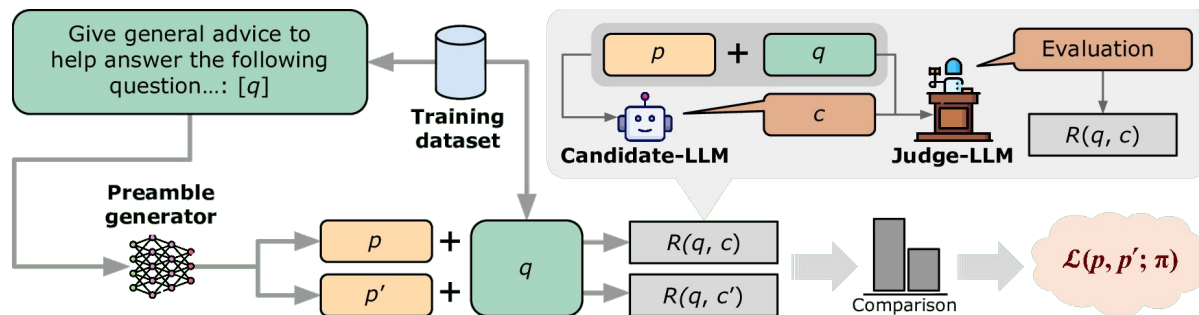 Give general advice to
help answer the following
question…: [q]
Training
dataset
p
+
q
Evaluation
c
Candidate-LLM
Judge-LLM
R(q, c)
Preamble
generator
p
+
p′
+
q
R(q, c)
R(q, c’)
Comparison
ℒ(p, p′; π)